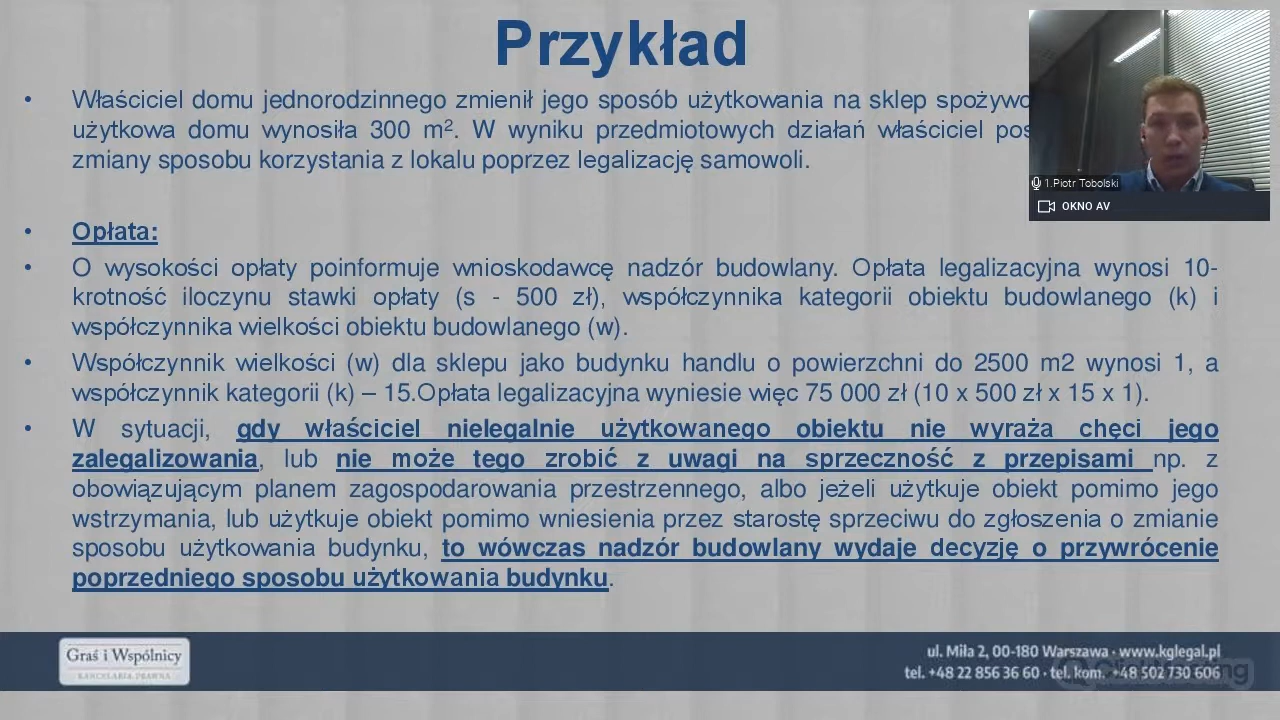 Przykład
• Właściciel domu jednorodzinnego zmienił jego sposób użytkowania na sklep
użytkowa domu wynosiła 300 m². W wyniku przedmiotowych działań właściciel
zmiany sposobu korzystania z lokalu poprzez legalizację samowoli.
1.Piotr Tobolski
OKNO AV
• Opłata:
• O wysokości opłaty poinformuje wnioskodawcę nadzór budowlany. Opłata legalizacyjna wynosi 10-
krotność iloczynu stawki opłaty (s - 500 zł), współczynnika kategorii obiektu budowlanego (k) i
współczynnika wielkości obiektu budowlanego (w).
• Współczynnik wielkości (w) dla sklepu jako budynku handlu o powierzchni do 2500 m2 wynosi 1, a
współczynnik kategorii (k) – 15.Opłata legalizacyjna wyniesie więc 75 000 zł (10 x 500 zł x 15 x 1).
• W sytuacji, gdy właściciel nielegalnie użytkowanego obiektu nie wyraża chęci jego
zalegalizowania, lub nie może tego zrobić z uwagi na sprzeczność z przepisami np. z
obowiązującym planem zagospodarowania przestrzennego, albo jeżeli użytkuje obiekt pomimo jego
wstrzymania, lub użytkuje obiekt pomimo wniesienia przez starostę sprzeciwu do zgłoszenia o zmianie
sposobu użytkowania budynku, to wówczas nadzór budowlany wydaje decyzję o przywrócenie
poprzedniego sposobu użytkowania budynku.
Graś i Wspólnicy
KANCELARIA PRAWNA
ul. Miła 2, 00-180 Warszawa · www.kglegal.pl
tel. +48 22 856 36 60 · tel. kom. +48 502 730 606